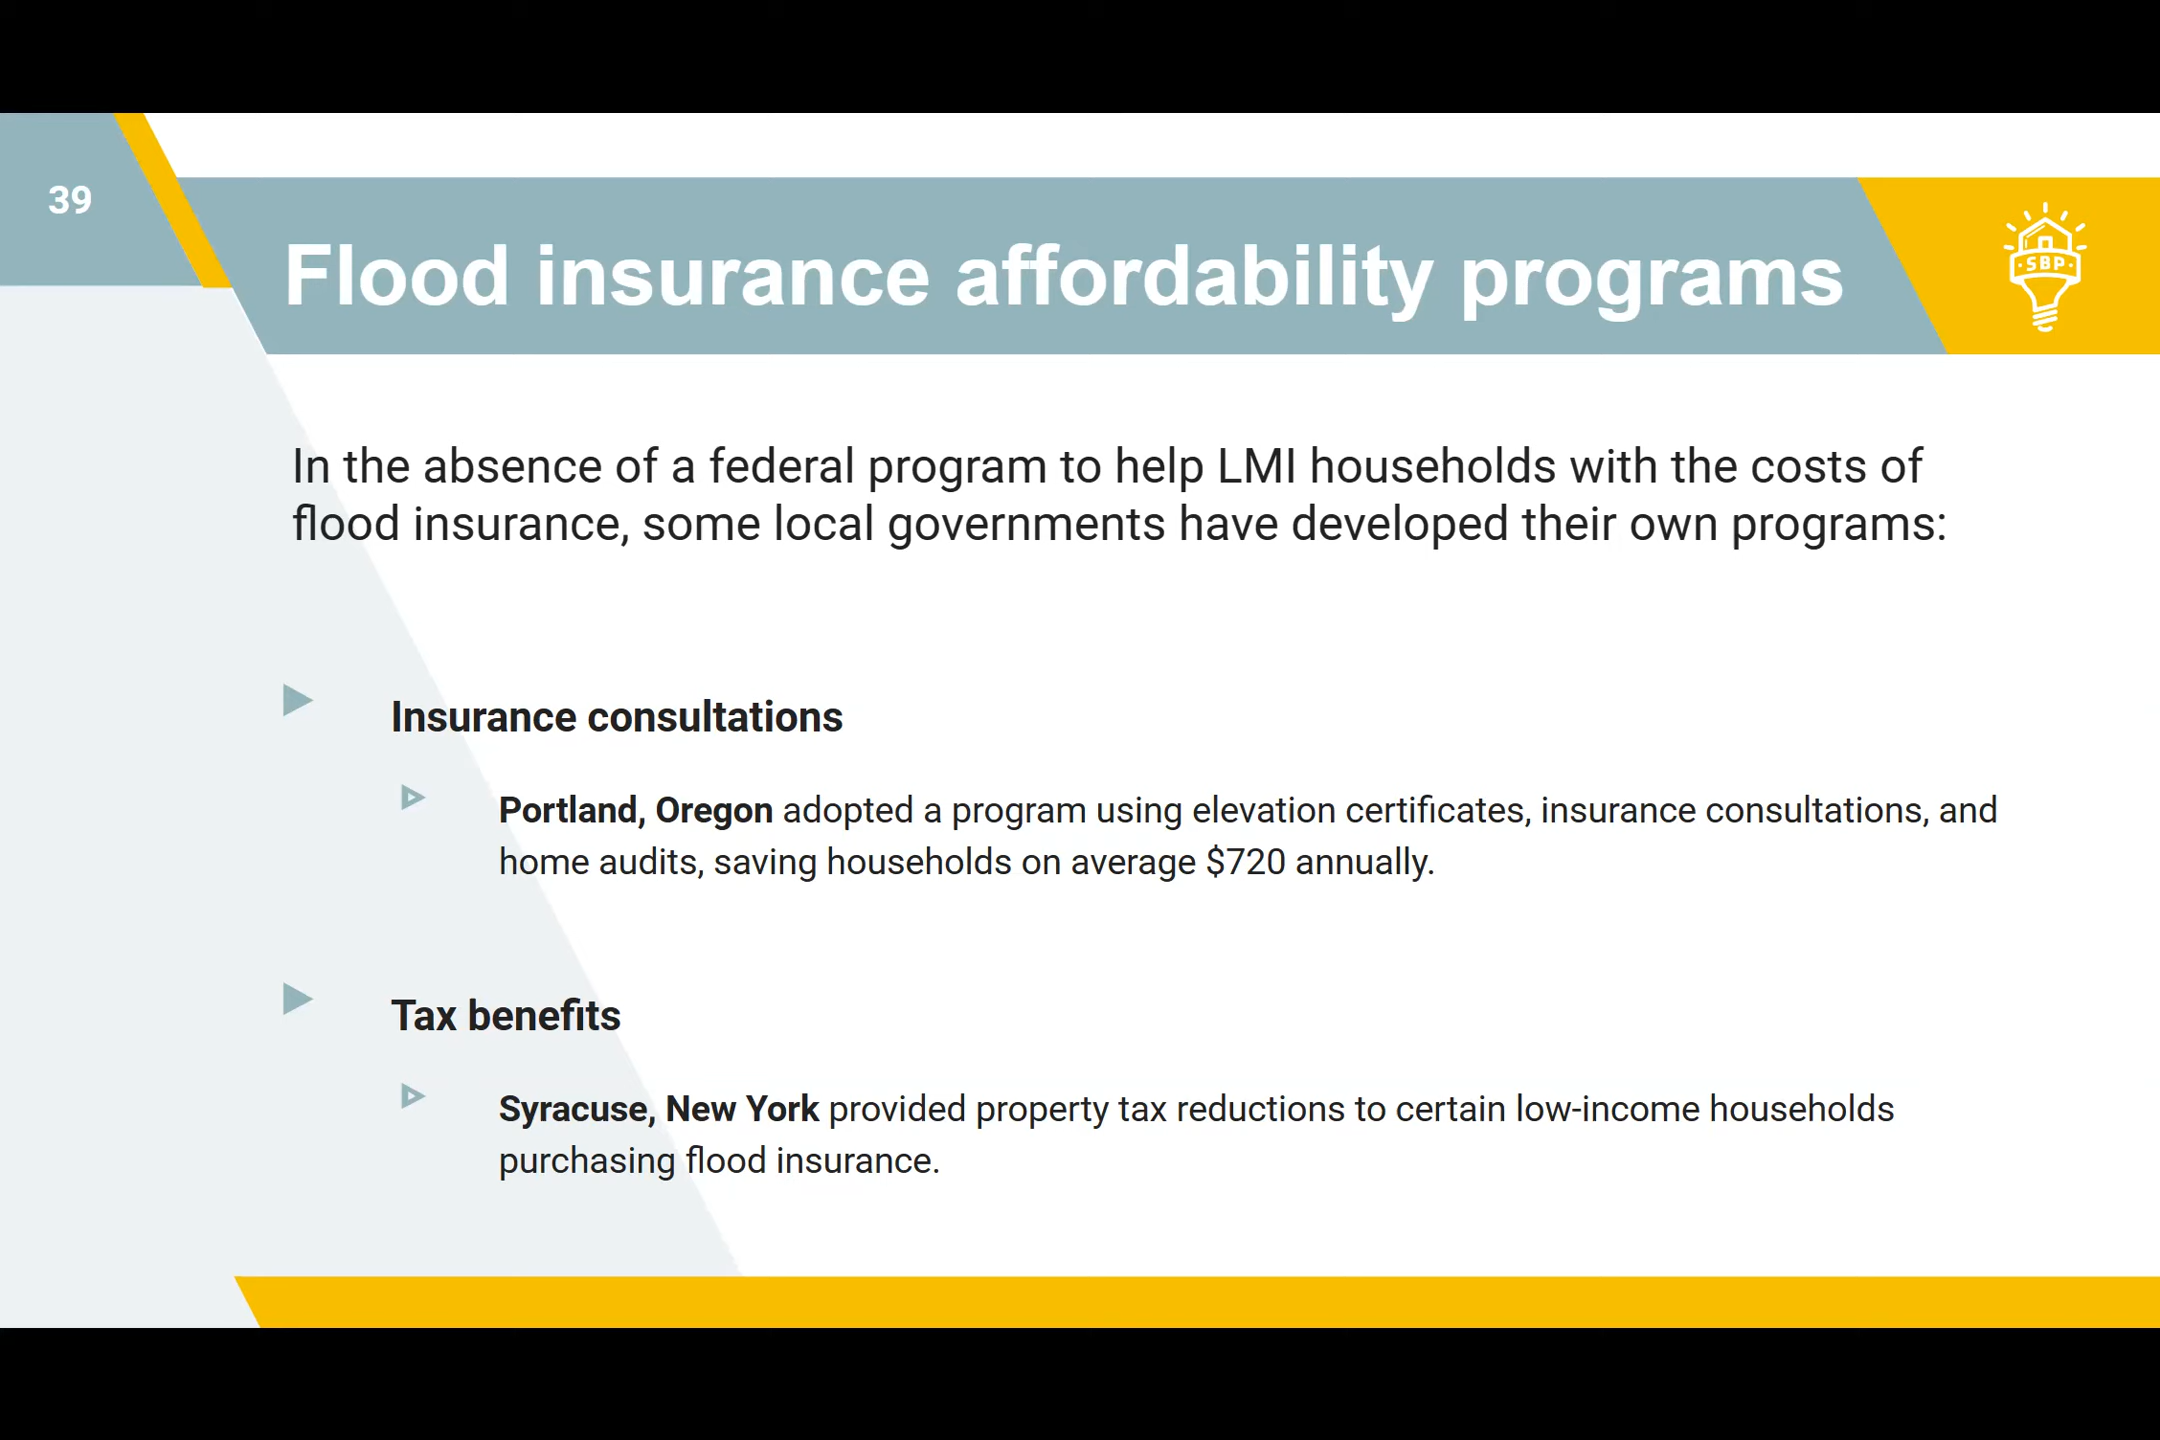 39
Flood insurance affordability programs
SBP
In the absence of a federal program to help LMI households with the costs of
flood insurance, some local governments have developed their own programs:
Insurance consultations
Portland, Oregon adopted a program using elevation certificates, insurance consultations, and
home audits, saving households on average $720 annually.
Tax benefits
Syracuse, New York provided property tax reductions to certain low-income households
purchasing flood insurance.